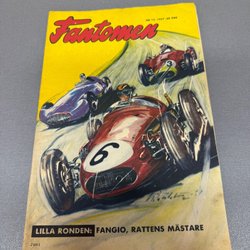 Fantomen
6
LILLA RONDEN: FANGIO, RATTENS MÄSTARE